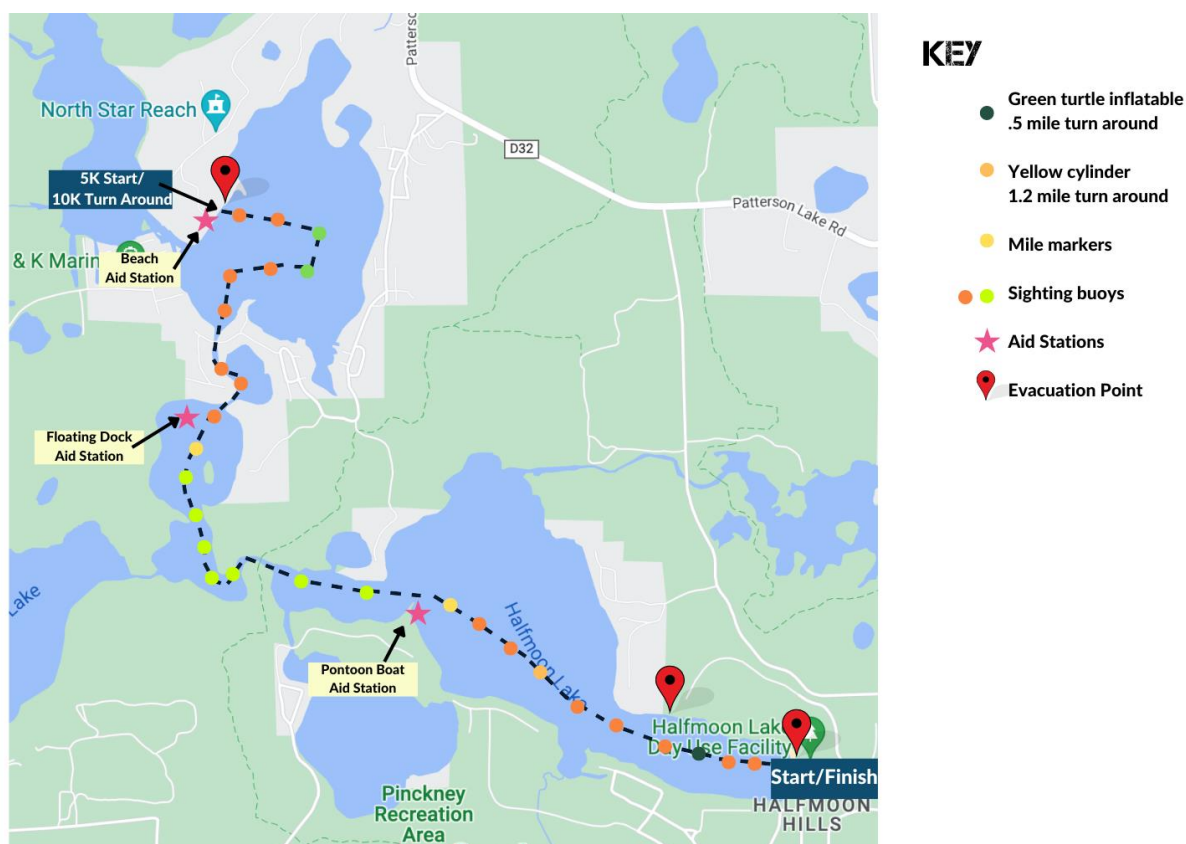 Patterso
North Star Reach
D32
5K Start/
10K Turn Around
Patterson Lake Rd
& K Marin
Beach
Aid Station
Floating Dock
Aid Station
Lake
Halfmoon Lake
Pontoon Boat
Aid Station
Halfmoon Lake
Day Use Facility
Start/Finish
HALFMOON
HILLS
Pinckney
Recreation
Area
KEY
Green turtle inflatable
.5 mile turn around
Yellow cylinder
1.2 mile turn around
Mile markers
Sighting buoys
Aid Stations
Evacuation Point